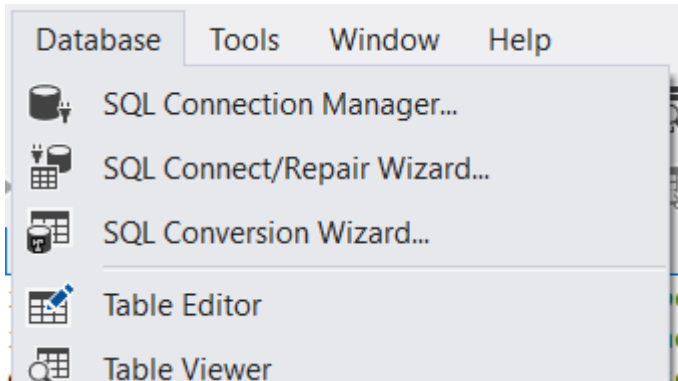 Database Tools Window Help
SQL Connection Manager...
SQL Connect/Repair Wizard...
SQL Conversion Wizard...
Table Editor
Table Viewer